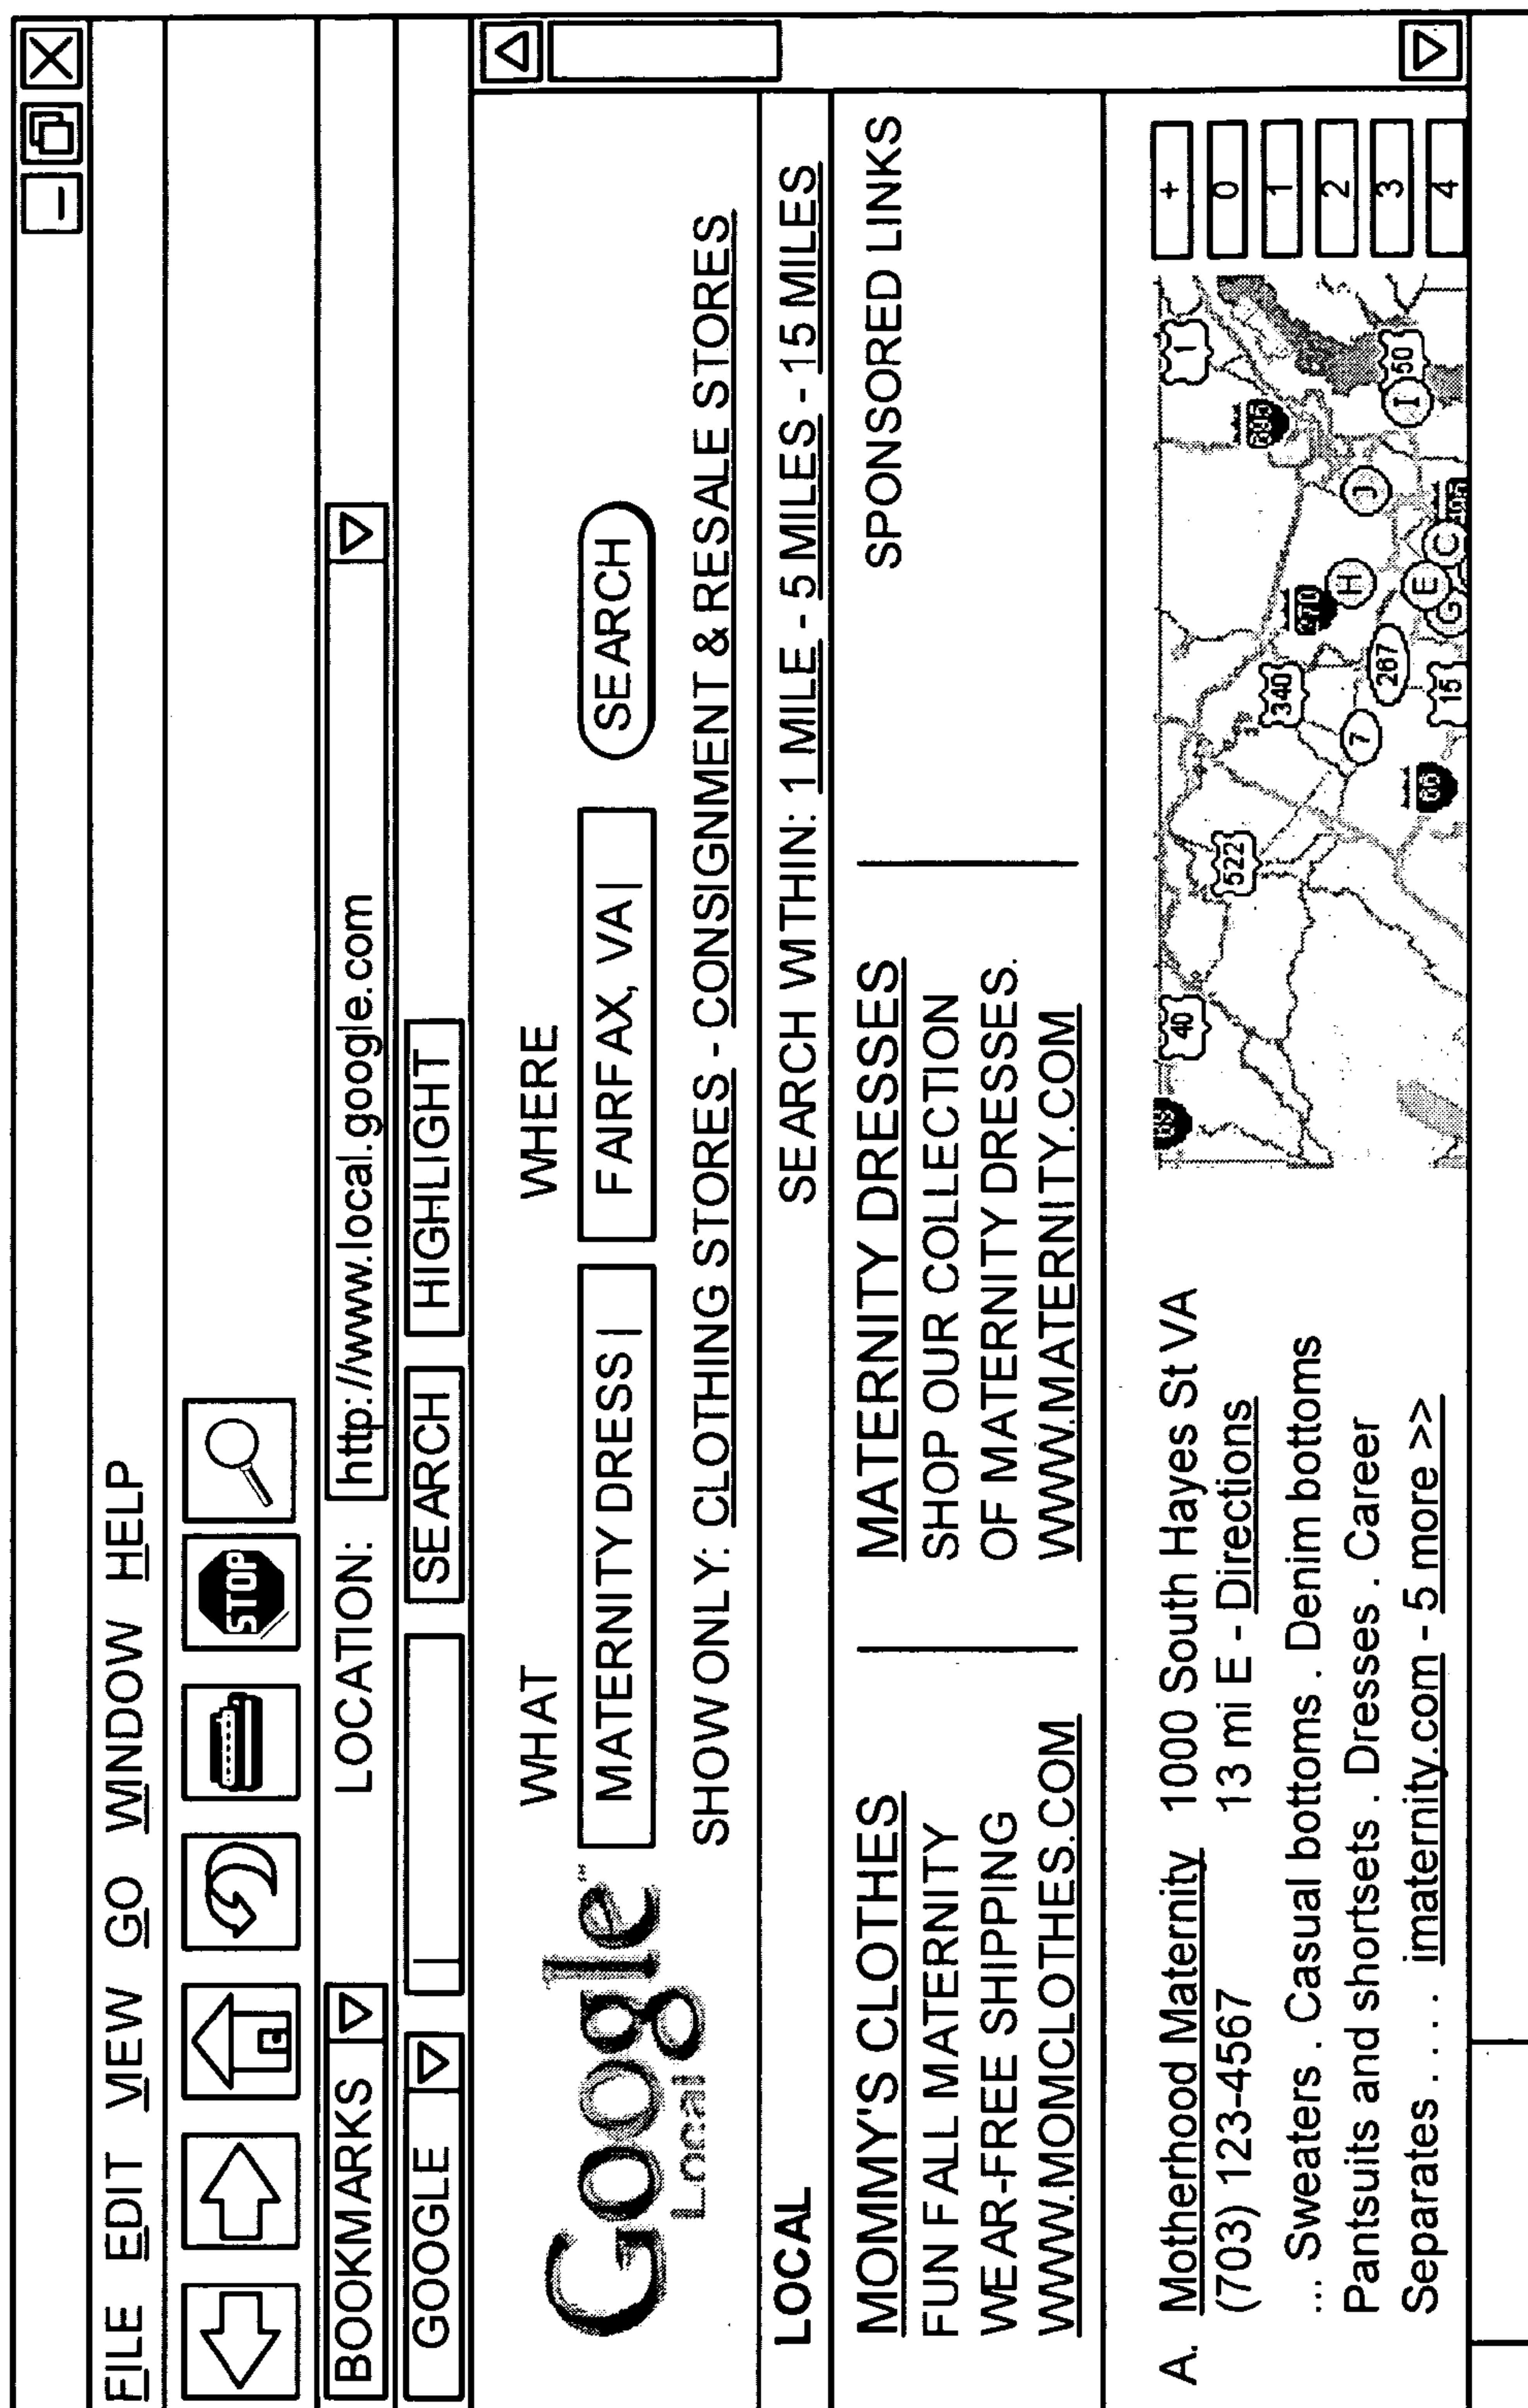 FILE EDIT VIEW GO WINDOW HELP
STOP
BOOKMARKS LOCATION: http://www.local.google.com
GOOGLE SEARCH HIGHLIGHT
Google™
Local
WHAT WHERE
MATERNITY DRESS | FAIRFAX, VA | SEARCH
SHOW ONLY: CLOTHING STORES - CONSIGNMENT & RESALE STORES
LOCAL SEARCH WITHIN: 1 MILE - 5 MILES - 15 MILES
MOMMY'S CLOTHES
FUN FALL MATERNITY
WEAR-FREE SHIPPING
WWW.MOMCLOTHES.COM
MATERNITY DRESSES
SHOP OUR COLLECTION
OF MATERNITY DRESSES.
WWW.MATERNITY.COM
SPONSORED LINKS
A. Motherhood Maternity 1000 South Hayes St VA
(703) 123-4567 13 mi E - Directions
... Sweaters . Casual bottoms . Denim bottoms
Pantsuits and shortsets . Dresses . Career
Separates . . . . imaternity.com - 5 more >>
68
40
522
1
695
340
270
7
267
H
J
50
I
66
15
G
E
C
495
+
0
1
2
3
4